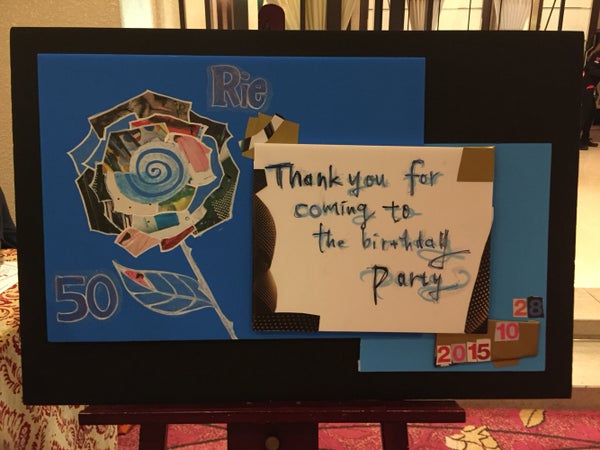 Rie
Thank you for
coming to
the birthday
party
50
28
10
2015